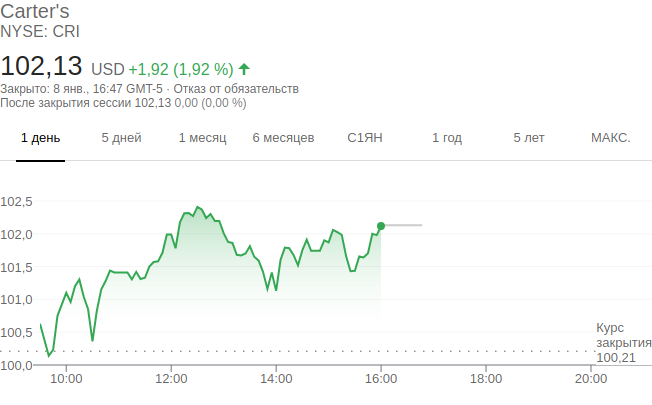 Carter's
NYSE: CRI
102,13 USD +1,92 (1,92 %)
Закрыто: 8 янв., 16:47 GMT-5 · Отказ от обязательств
После закрытия сессии 102,13 0,00 (0,00 %)
1 день 5 дней 1 месяц 6 месяцев С1ЯН 1 год 5 лет МАКС.
102,5
102,0
101,5
101,0
100,5
100,0
Курс
закрытия
100,21
10:00 12:00 14:00 16:00 18:00 20:00